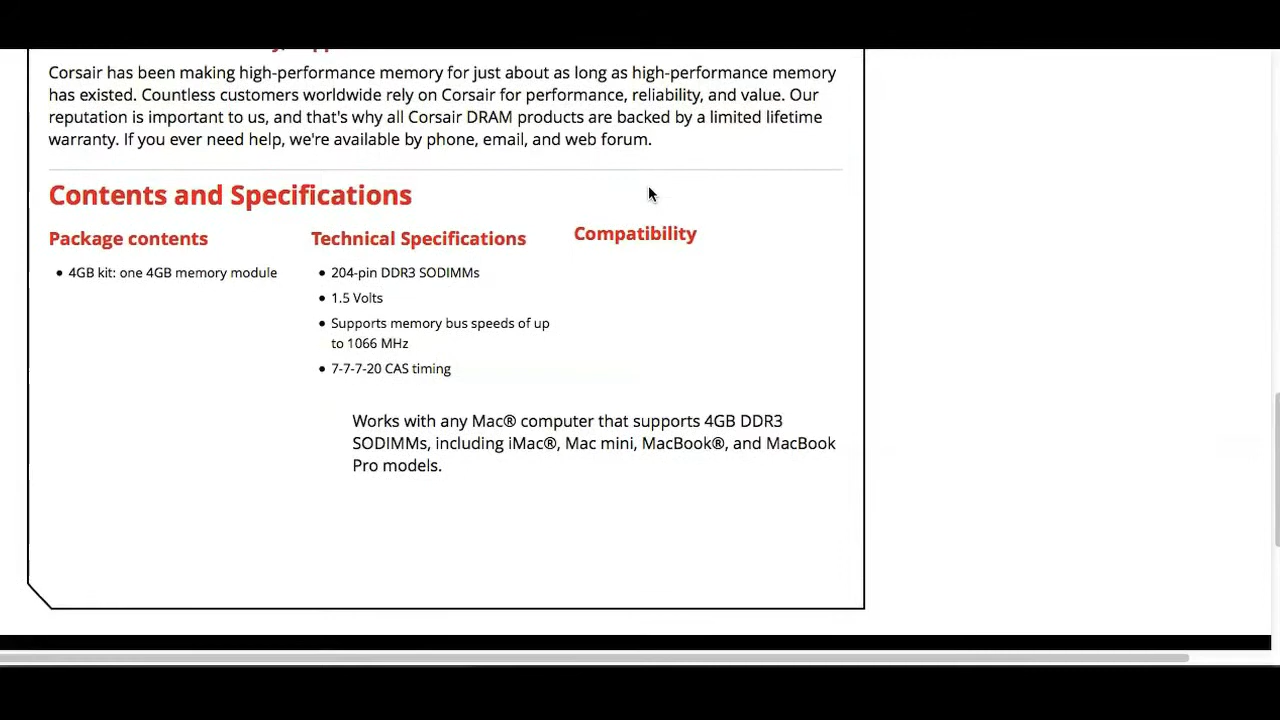 Corsair has been making high-performance memory for just about as long as high-performance memory
has existed. Countless customers worldwide rely on Corsair for performance, reliability, and value. Our
reputation is important to us, and that's why all Corsair DRAM products are backed by a limited lifetime
warranty. If you ever need help, we're available by phone, email, and web forum.
Contents and Specifications
Package contents
• 4GB kit: one 4GB memory module
Technical Specifications
• 204-pin DDR3 SODIMMs
• 1.5 Volts
• Supports memory bus speeds of up
to 1066 MHz
• 7-7-7-20 CAS timing
Compatibility
Works with any Mac® computer that supports 4GB DDR3
SODIMMs, including iMac®, Mac mini, MacBook®, and MacBook
Pro models.